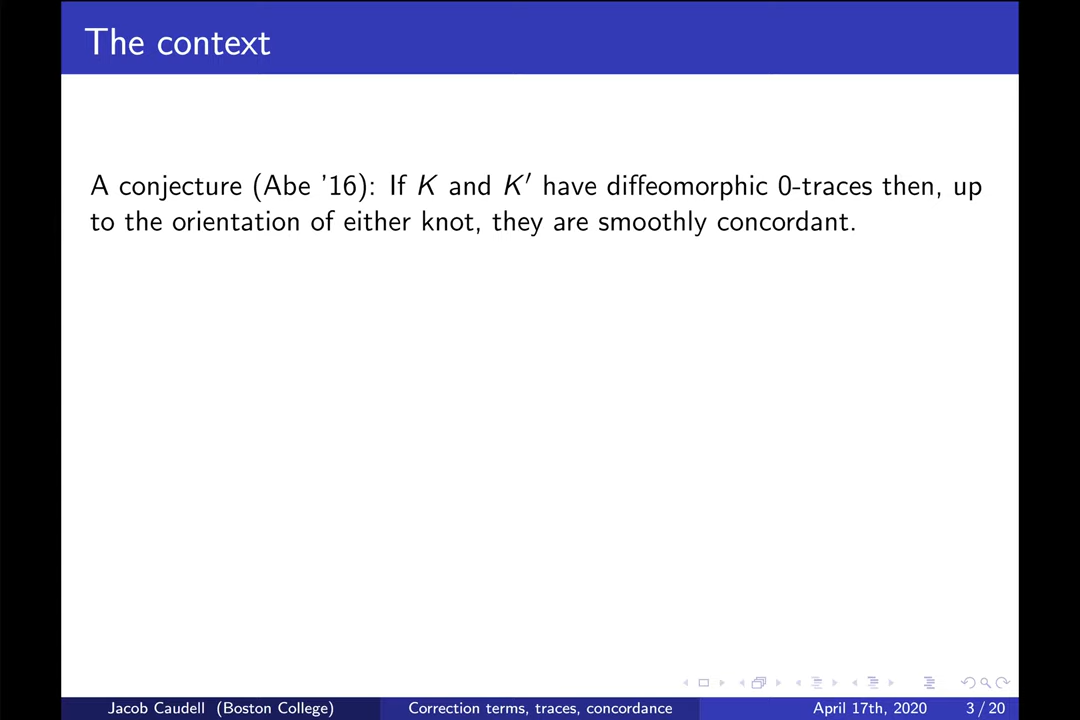 The context
A conjecture (Abe ’16): If K and K′ have diffeomorphic 0-traces then, up
to the orientation of either knot, they are smoothly concordant.
Jacob Caudell (Boston College) Correction terms, traces, concordance April 17th, 2020 3 / 20